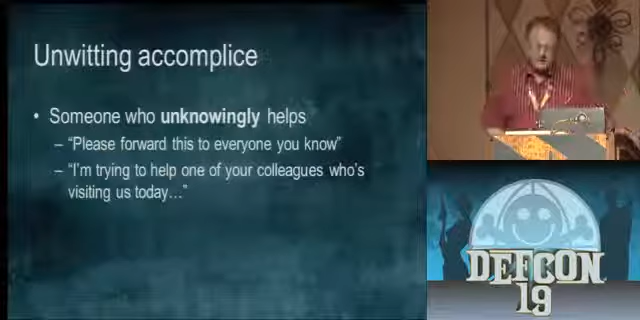 Unwitting accomplice
• Someone who unknowingly helps
– “Please forward this to everyone you know”
– “I’m trying to help one of your colleagues who’s
visiting us today…”
DEFCON
19